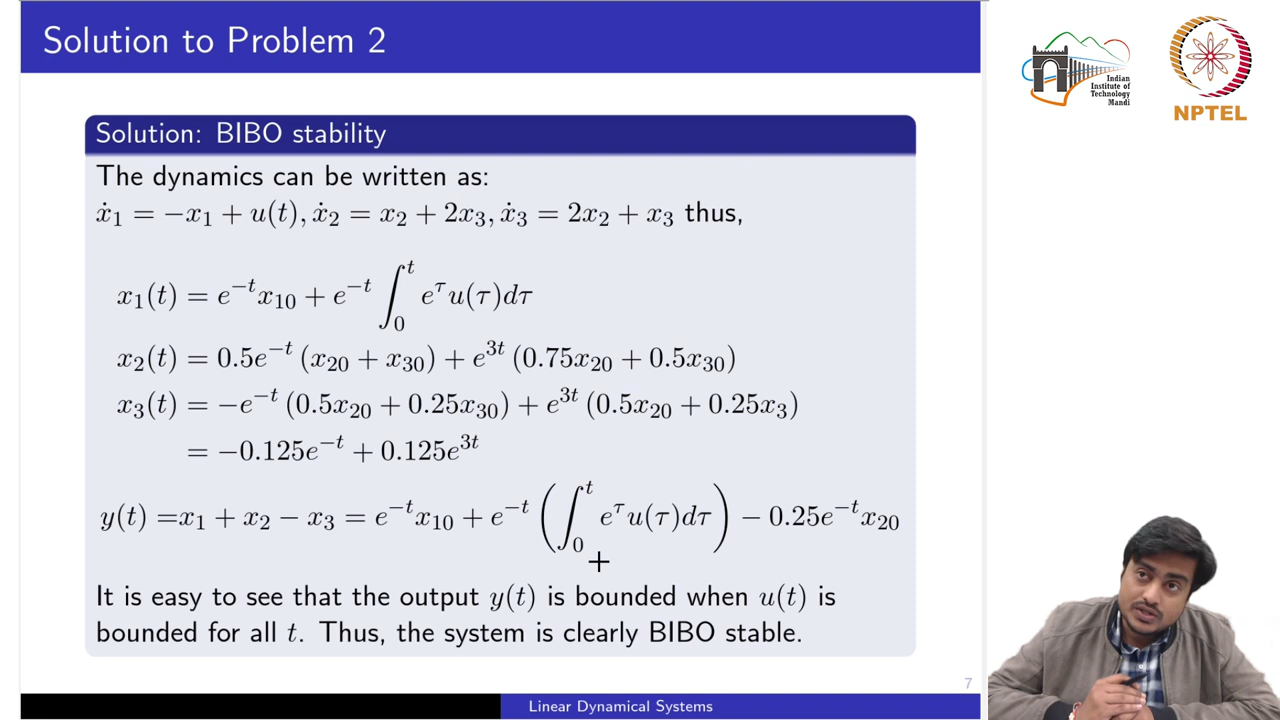 Solution to Problem 2
Indian
Institute of
Technology
Mandi
NPTEL
Solution: BIBO stability
The dynamics can be written as:
ẋ₁ = −x₁ + u(t), ẋ₂ = x₂ + 2x₃, ẋ₃ = 2x₂ + x₃ thus,
x₁(t) = e^{−t}x₁₀ + e^{−t} ∫₀^t e^τ u(τ)dτ
x₂(t) = 0.5e^{−t} (x₂₀ + x₃₀) + e^{3t} (0.75x₂₀ + 0.5x₃₀)
x₃(t) = −e^{−t} (0.5x₂₀ + 0.25x₃₀) + e^{3t} (0.5x₂₀ + 0.25x₃)
= −0.125e^{−t} + 0.125e^{3t}
y(t) =x₁ + x₂ − x₃ = e^{−t}x₁₀ + e^{−t} (∫₀^t e^τ u(τ)dτ) − 0.25e^{−t}x₂₀
It is easy to see that the output y(t) is bounded when u(t) is
bounded for all t. Thus, the system is clearly BIBO stable.
7
Linear Dynamical Systems